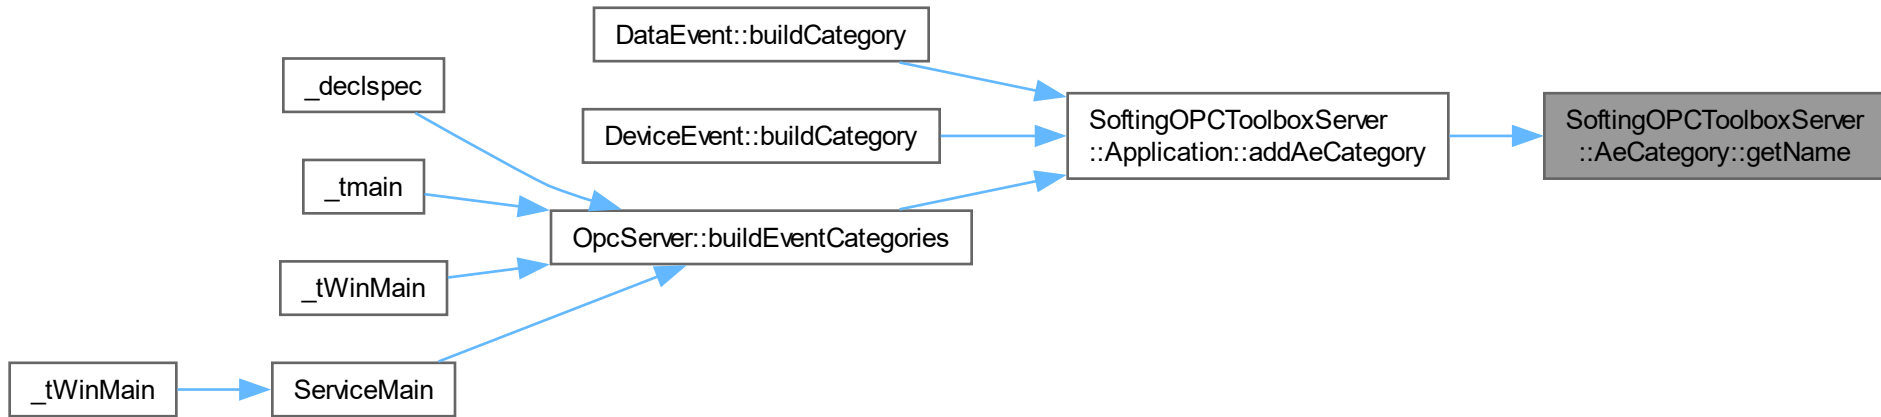 DataEvent::buildCategory
_declspec
SoftingOPCToolboxServer
::Application::addAeCategory
SoftingOPCToolboxServer
::AeCategory::getName
DeviceEvent::buildCategory
_tmain
OpcServer::buildEventCategories
_tWinMain
_tWinMain
ServiceMain